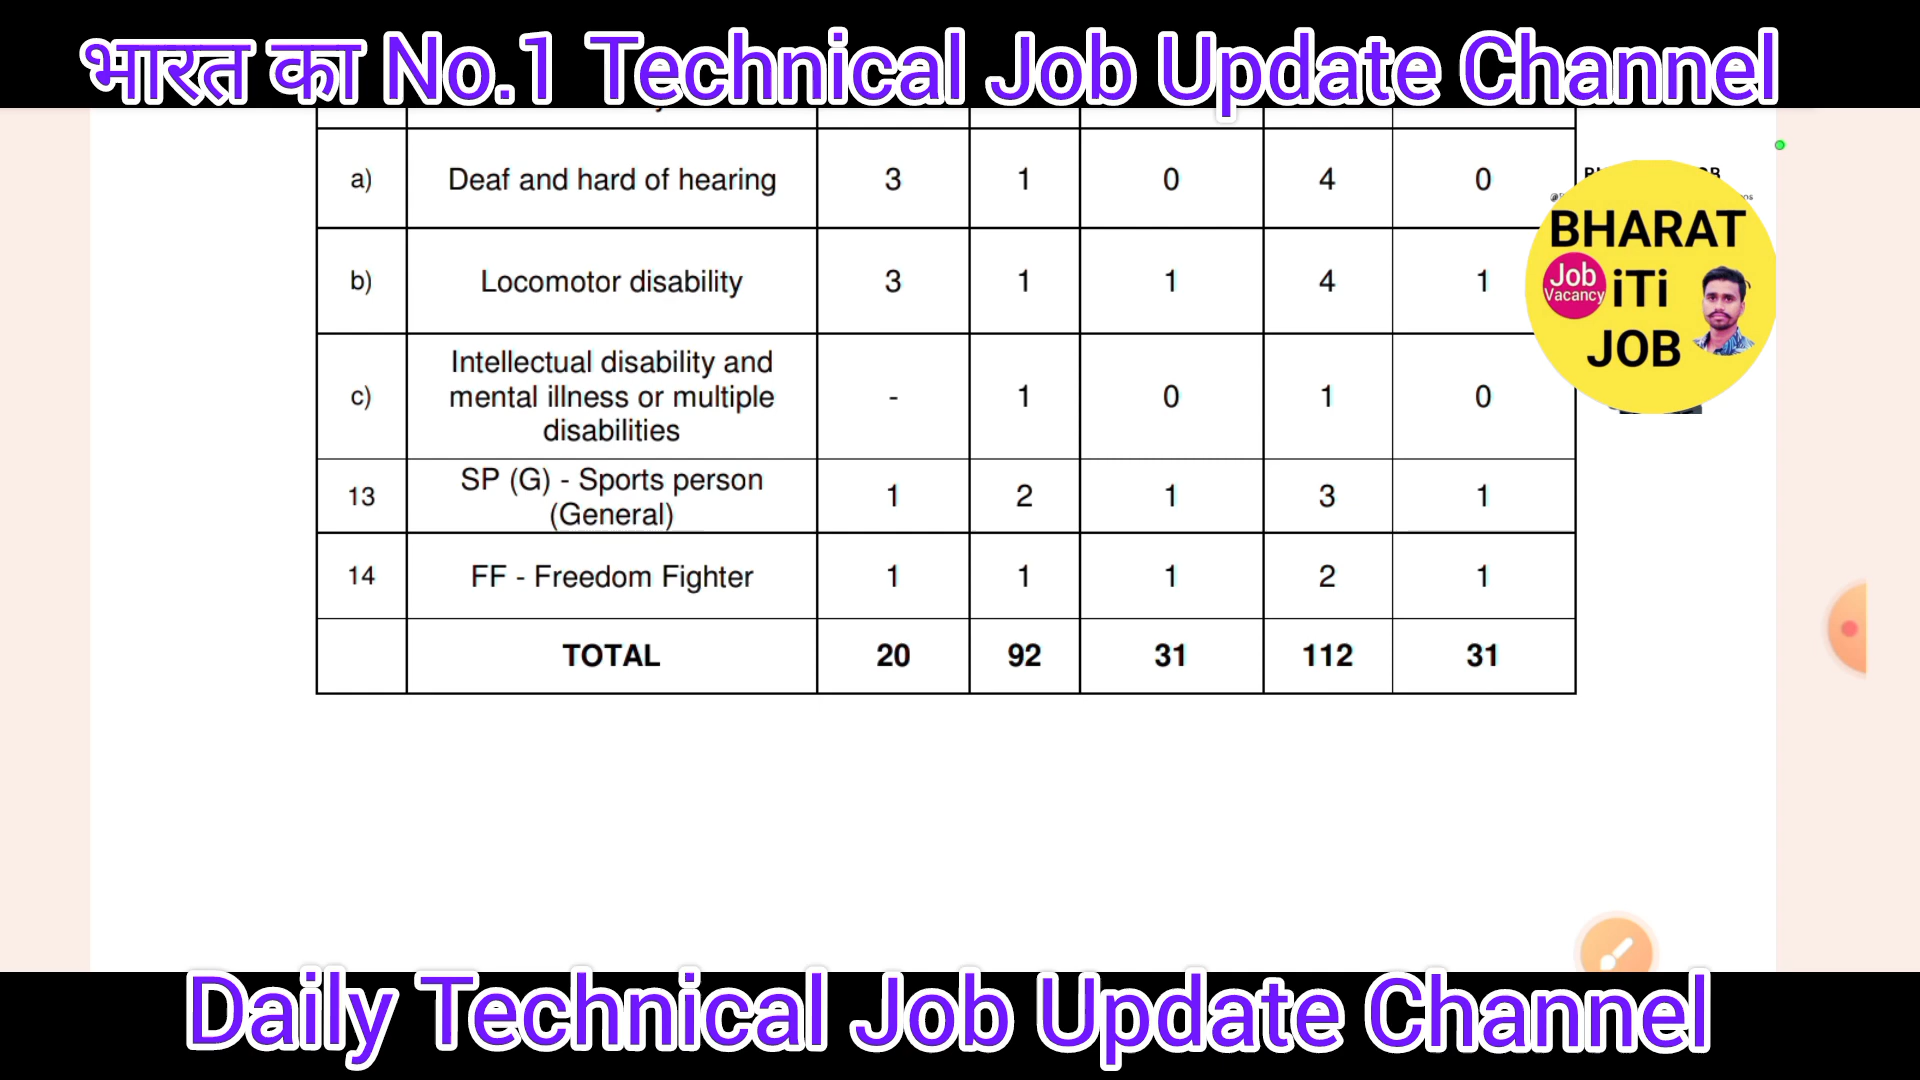 भारत का No.1 Technical Job Update Channel
a) Deaf and hard of hearing 3 1 0 4 0
b) Locomotor disability 3 1 1 4 1
c) Intellectual disability and
mental illness or multiple
disabilities - 1 0 1 0
13 SP (G) - Sports person
(General) 1 2 1 3 1
14 FF - Freedom Fighter 1 1 1 2 1
TOTAL 20 92 31 112 31
BHARAT
Job
Vacancy
iTi
JOB
Daily Technical Job Update Channel